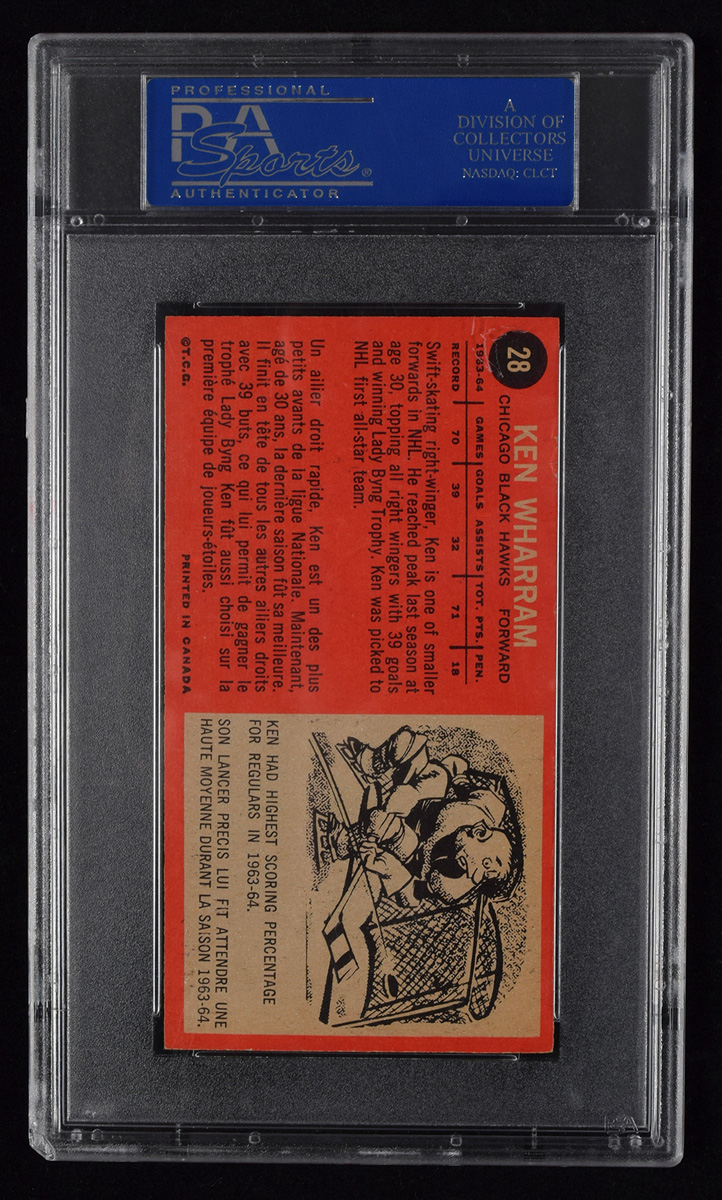 PROFESSIONAL
PSA
Sports®
AUTHENTICATOR
A
DIVISION OF
COLLECTORS
UNIVERSE
NASDAQ: CLCT
28
KEN WHARRAM
CHICAGO BLACK HAWKS FORWARD
1933-64 GAMES GOALS ASSISTS TOT. PTS. PEN.
RECORD 70 39 32 71 18
Swift-skating right-winger, Ken is one of smaller
forwards in NHL. He reached peak last season at
age 30, topping all right wingers with 39 goals
and winning Lady Byng Trophy. Ken was picked to
NHL first all-star team.
Un ailier droit rapide, Ken est un des plus
petits avants de la ligue Nationale. Maintenant,
agé de 30 ans, la dernière saison fût sa meilleure.
Il finit en tête de tous les autres ailiers droits
avec 39 buts, ce qui lui permit de gagner le
trophé Lady Byng Ken fût aussi choisi sur la
première équipe de joueurs-étoiles.
©T.C.G. PRINTED IN CANADA
KEN HAD HIGHEST SCORING PERCENTAGE
FOR REGULARS IN 1963-64.
SON LANCER PRECIS LUI FIT ATTENDRE UNE
HAUTE MOYENNE DURANT LA SAISON 1963-64.